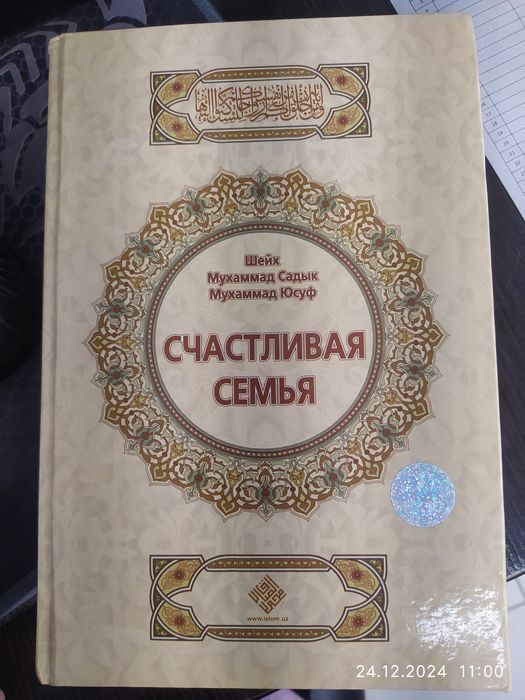 Шейх
Мухаммад Садык
Мухаммад Юсуф
СЧАСТЛИВАЯ
СЕМЬЯ
www.islom.uz
24.12.2024 11:00